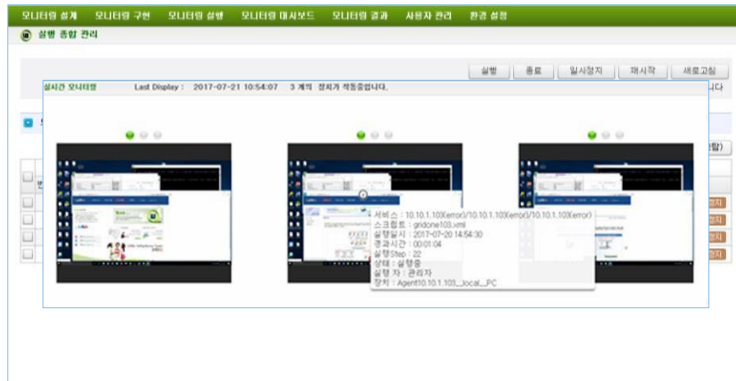 모니터링 설계 모니터링 구현 모니터링 실행 모니터링 대시보드 모니터링 결과 사용자 관리 환경 설정
실행 종합 관리
실행 종료 일시정지 재시작 새로고침
실시간 모니터링 Last Display : 2017-07-21 10:54:07 3 개의 장치가 작동중입니다.
니다
서비스 : 10.10.1.103(error)/10.10.1.103(error)/10.10.1.103(error)
스크립트 : gridone103.xml
실행일시 : 2017-07-20 14:54:30
경과시간 : 00:01:04
실행Step : 22
상태 : 실행중
실행 자 : 관리자
장치 : Agent10.10.1.103_local_PC